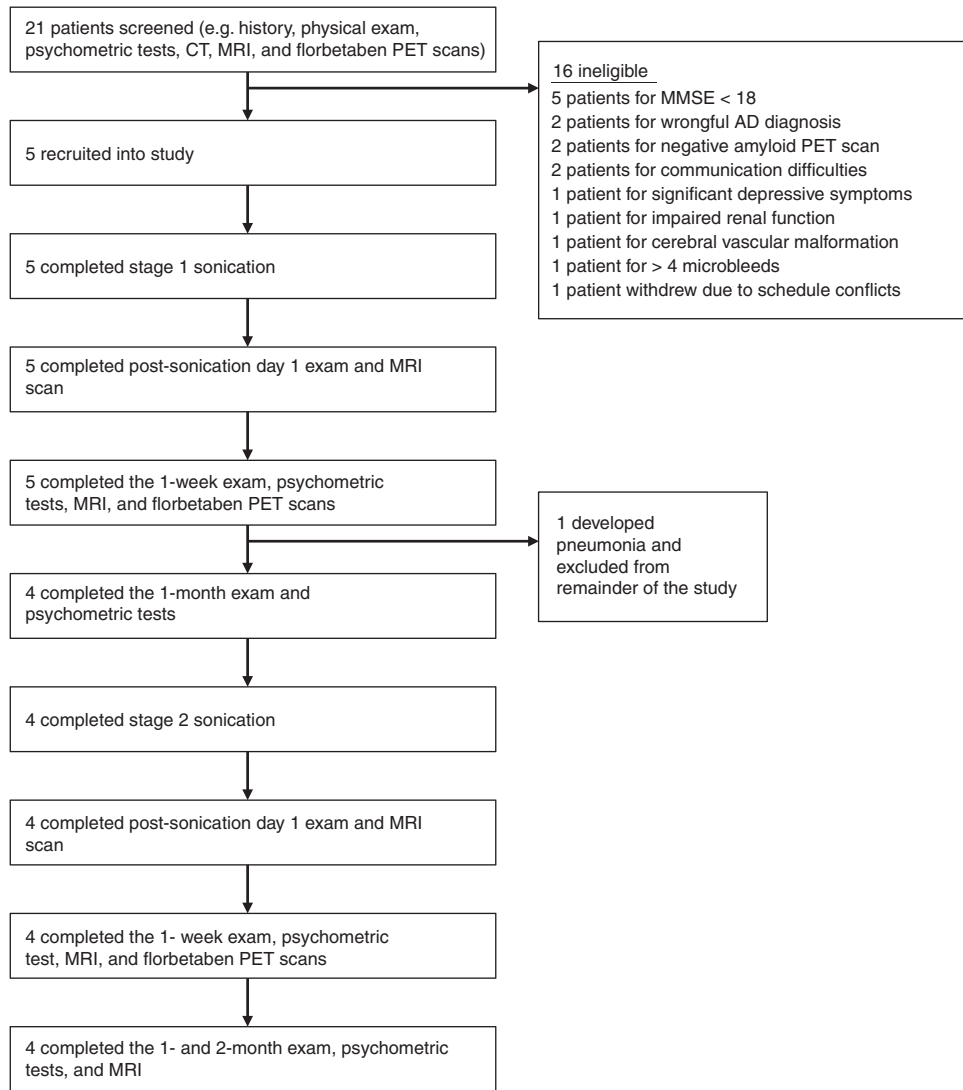 21 patients screened (e.g. history, physical exam,
psychometric tests, CT, MRI, and florbetaben PET scans)
16 ineligible
5 patients for MMSE < 18
2 patients for wrongful AD diagnosis
2 patients for negative amyloid PET scan
2 patients for communication difficulties
1 patient for significant depressive symptoms
1 patient for impaired renal function
1 patient for cerebral vascular malformation
1 patient for > 4 microbleeds
1 patient withdrew due to schedule conflicts
5 recruited into study
5 completed stage 1 sonication
5 completed post-sonication day 1 exam and MRI
scan
5 completed the 1-week exam, psychometric
tests, MRI, and florbetaben PET scans
1 developed
pneumonia and
excluded from
remainder of the study
4 completed the 1-month exam and
psychometric tests
4 completed stage 2 sonication
4 completed post-sonication day 1 exam and MRI
scan
4 completed the 1- week exam, psychometric
test, MRI, and florbetaben PET scans
4 completed the 1- and 2-month exam, psychometric
tests, and MRI